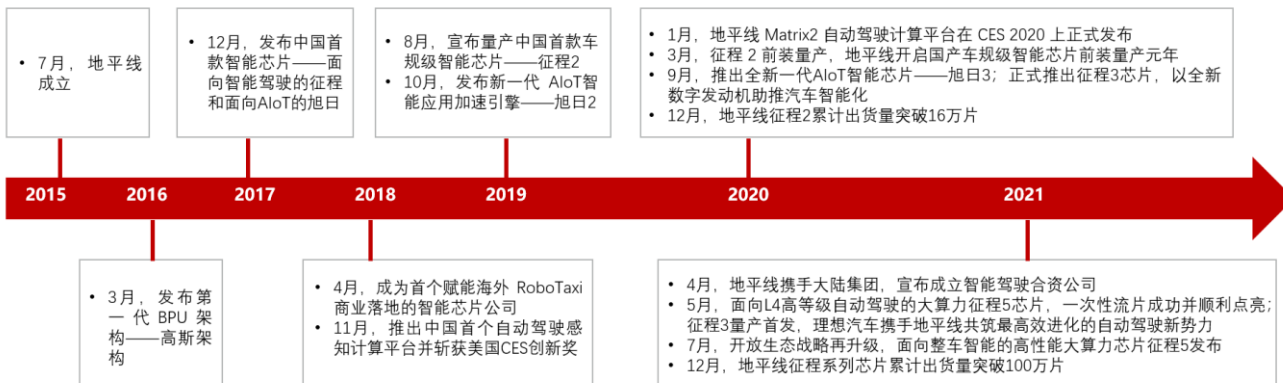 • 7月，地平线
成立
• 12月，发布中国首
款智能芯片——面
向智能驾驶的征程
和面向AIoT的旭日
• 8月，宣布量产中国首款车
规级智能芯片——征程2
• 10月，发布新一代 AIoT智
能应用加速引擎——旭日2
• 1月，地平线 Matrix2 自动驾驶计算平台在 CES 2020 上正式发布
• 3月，征程 2 前装量产，地平线开启国产车规级智能芯片前装量产元年
• 9月，推出全新一代AIoT智能芯片——旭日3；正式推出征程3芯片，以全新
数字发动机助推汽车智能化
• 12月，地平线征程2累计出货量突破16万片
2015 2016 2017 2018 2019 2020 2021
• 3月，发布第
一代 BPU 架
构——高斯架
构
• 4月，成为首个赋能海外 RoboTaxi
商业落地的智能芯片公司
• 11月，推出中国首个自动驾驶感
知计算平台并斩获美国CES创新奖
• 4月，地平线携手大陆集团，宣布成立智能驾驶合资公司
• 5月，面向L4高等级自动驾驶的大算力征程5芯片，一次性流片成功并顺利点亮；
征程3量产首发，理想汽车携手地平线共筑最高效进化的自动驾驶新势力
• 7月，开放生态战略再升级，面向整车智能的高性能大算力芯片征程5发布
• 12月，地平线征程系列芯片累计出货量突破100万片